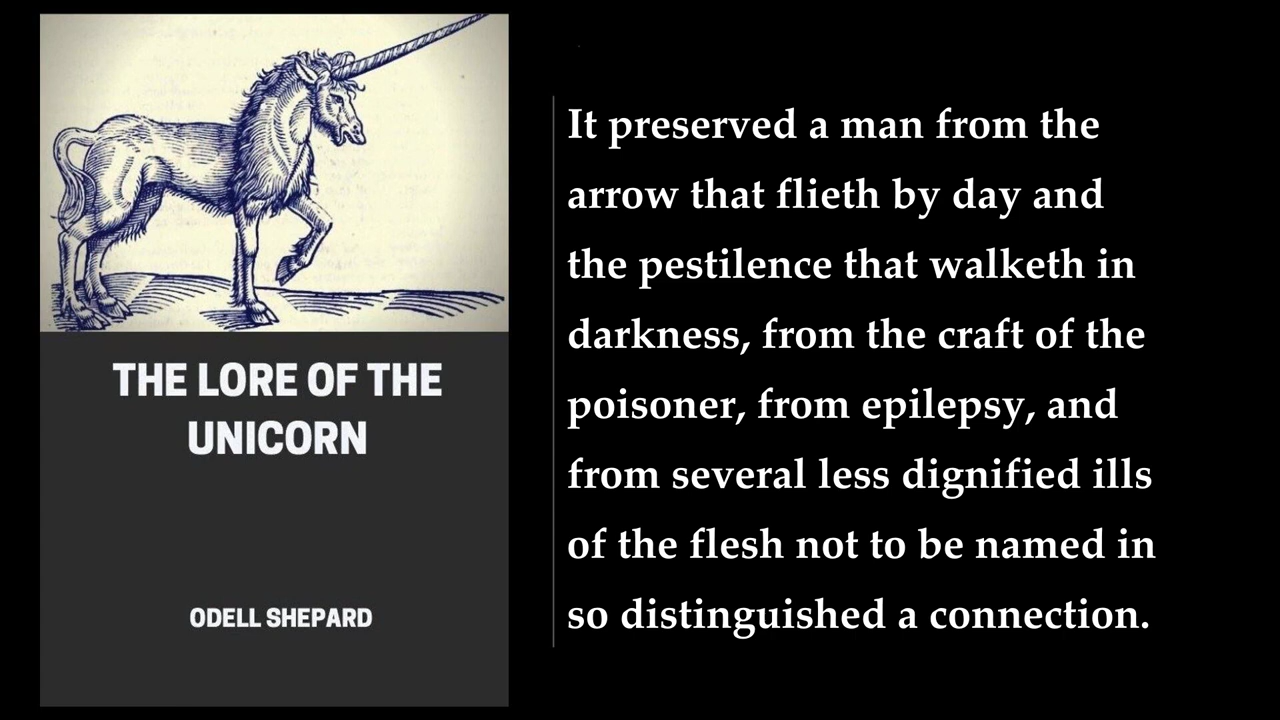 THE LORE OF THE
UNICORN
ODELL SHEPARD
It preserved a man from the
arrow that flieth by day and
the pestilence that walketh in
darkness, from the craft of the
poisoner, from epilepsy, and
from several less dignified ills
of the flesh not to be named in
so distinguished a connection.